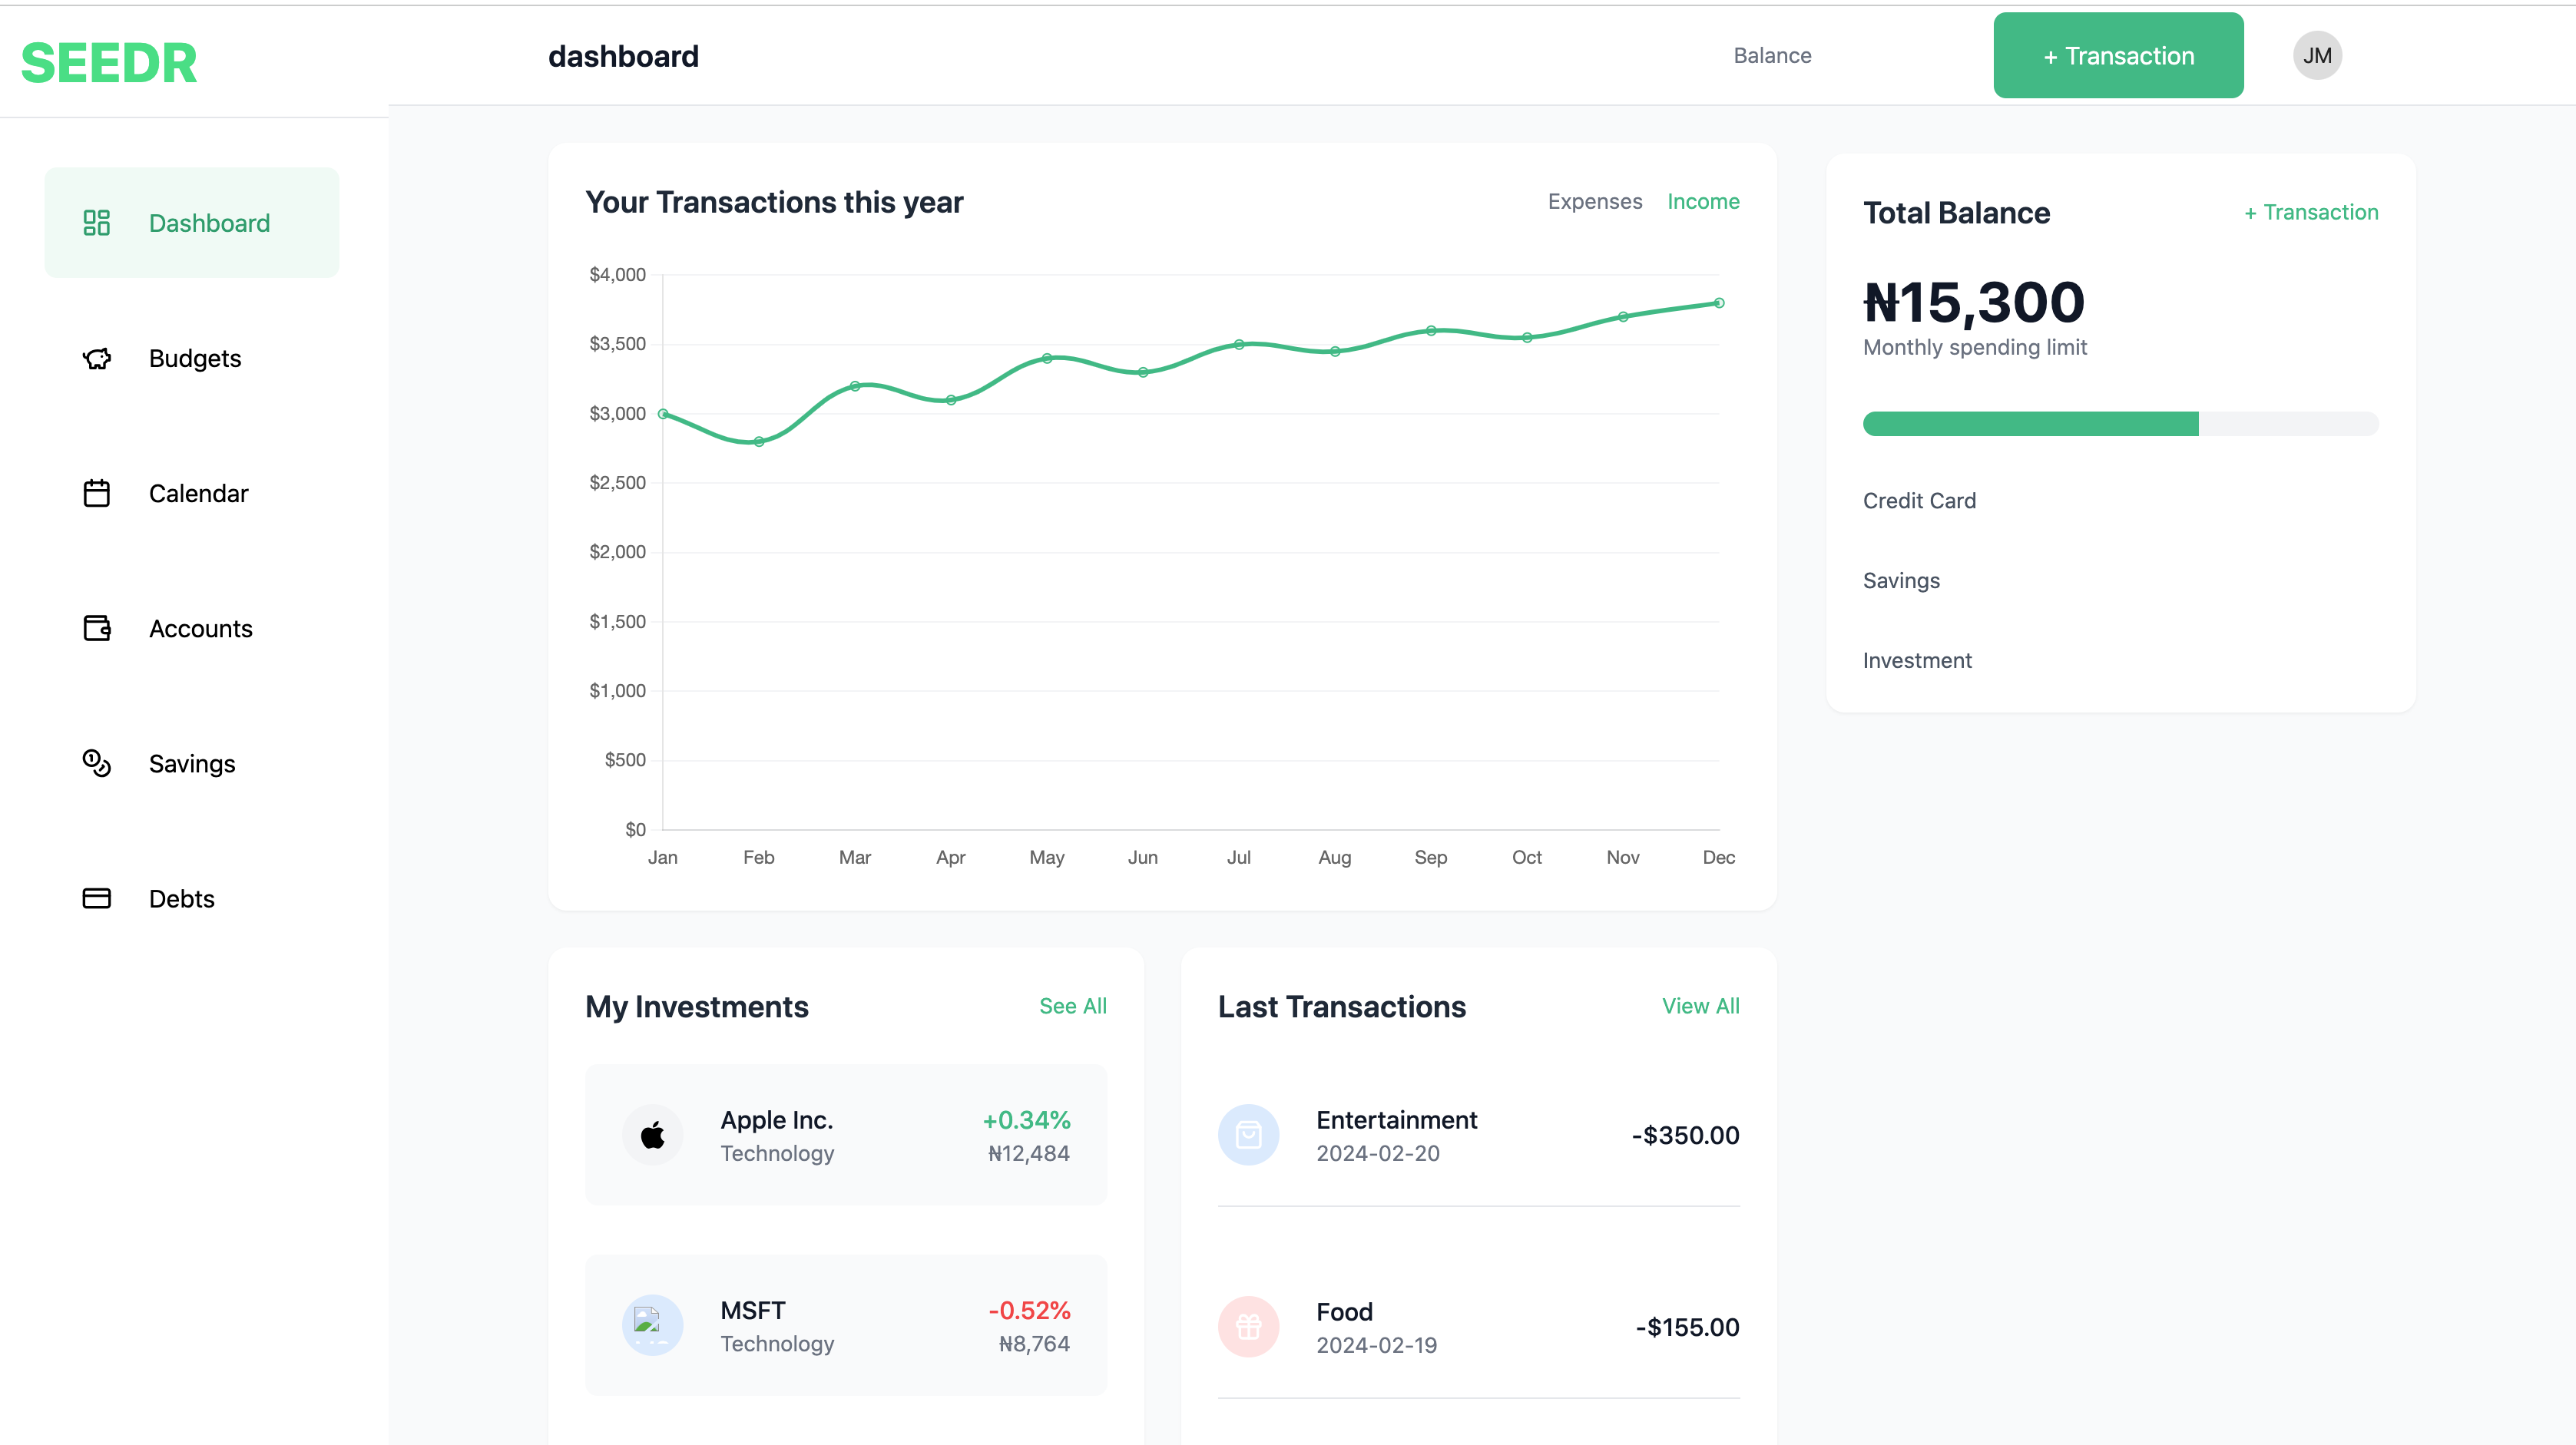 SEEDR
dashboard
Balance
+ Transaction
JM
Dashboard
Budgets
Calendar
Accounts
Savings
Debts
Your Transactions this year
Expenses Income
$4,000
$3,500
$3,000
$2,500
$2,000
$1,500
$1,000
$500
$0
Jan Feb Mar Apr May Jun Jul Aug Sep Oct Nov Dec
Total Balance
+ Transaction
₦15,300
Monthly spending limit
Credit Card
Savings
Investment
My Investments
See All
Apple Inc. +0.34%
Technology ₦12,484
MSFT -0.52%
Technology ₦8,764
Last Transactions
View All
Entertainment
2024-02-20
-$350.00
Food
2024-02-19
-$155.00